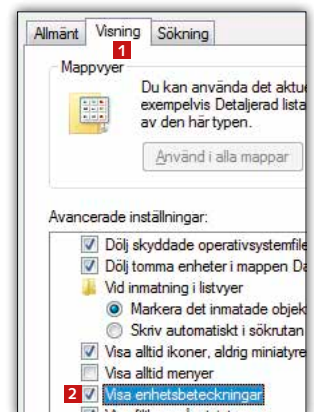 Allmänt Visning Sökning
1
Mappvyer
Du kan använda det aktue
exempelvis Detaljerad lista
av den här typen.
Använd i alla mappar
Avancerade inställningar:
Dölj skyddade operativsystemfile
Dölj tomma enheter i mappen Da
Vid inmatning i listvyer
Markera det inmatade objek
Skriv automatiskt i sökrutan
Visa alltid ikoner, aldrig miniatyre
Visa alltid menyer
2 Visa enhetsbeteckningar